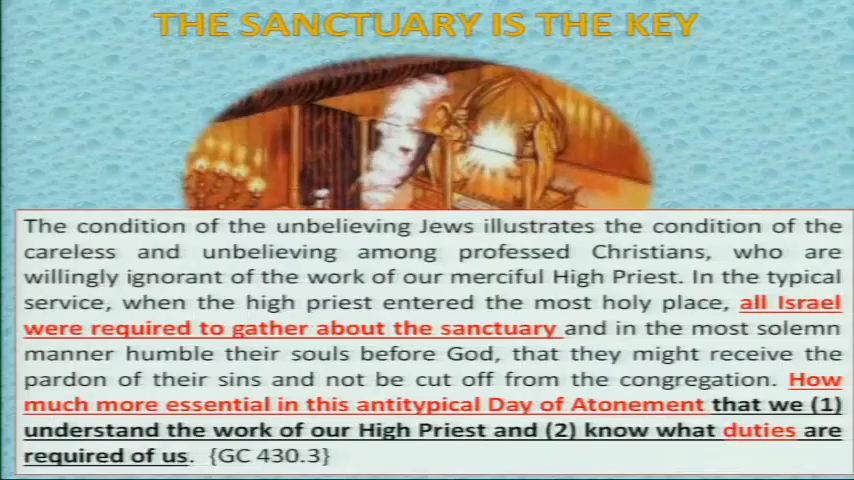 THE SANCTUARY IS THE KEY
The condition of the unbelieving Jews illustrates the condition of the
careless and unbelieving among professed Christians, who are
willingly ignorant of the work of our merciful High Priest. In the typical
service, when the high priest entered the most holy place, all Israel
were required to gather about the sanctuary and in the most solemn
manner humble their souls before God, that they might receive the
pardon of their sins and not be cut off from the congregation. How
much more essential in this antitypical Day of Atonement that we (1)
understand the work of our High Priest and (2) know what duties are
required of us. {GC 430.3}